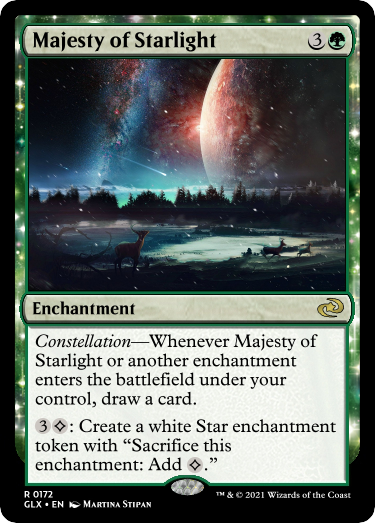 Majesty of Starlight 3
Enchantment
Constellation—Whenever Majesty of
Starlight or another enchantment
enters the battlefield under your
control, draw a card.
3 : Create a white Star enchantment
token with “Sacrifice this
enchantment: Add .”
R 0172
GLX • EN Martina Stipan
™ & © 2021 Wizards of the Coast